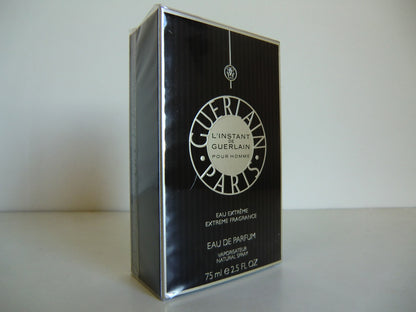 GUERLAIN
L'INSTANT
DE
GUERLAIN
POUR HOMME
PARIS
EAU EXTRÊME
EXTREME FRAGRANCE
EAU DE PARFUM
VAPORISATEUR
NATURAL SPRAY
75 ml e 2.5 FL. OZ